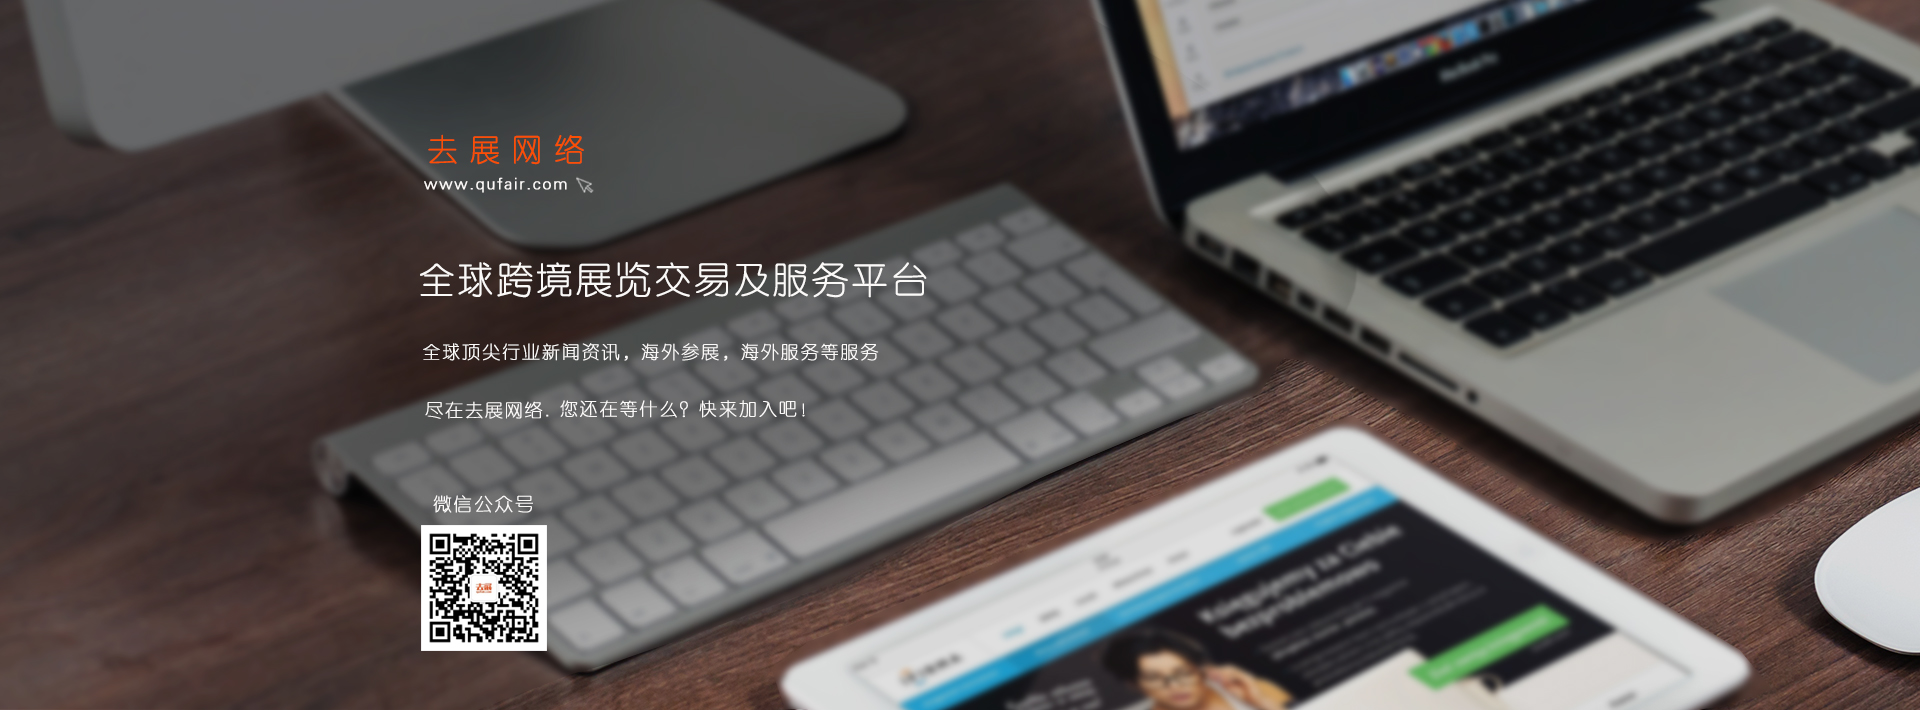 去展网络
www.qufair.com
全球跨境展览交易及服务平台
全球顶尖行业新闻资讯，海外参展，海外服务等服务
尽在去展网络. 您还在等什么？快来加入吧！
微信公众号
去展